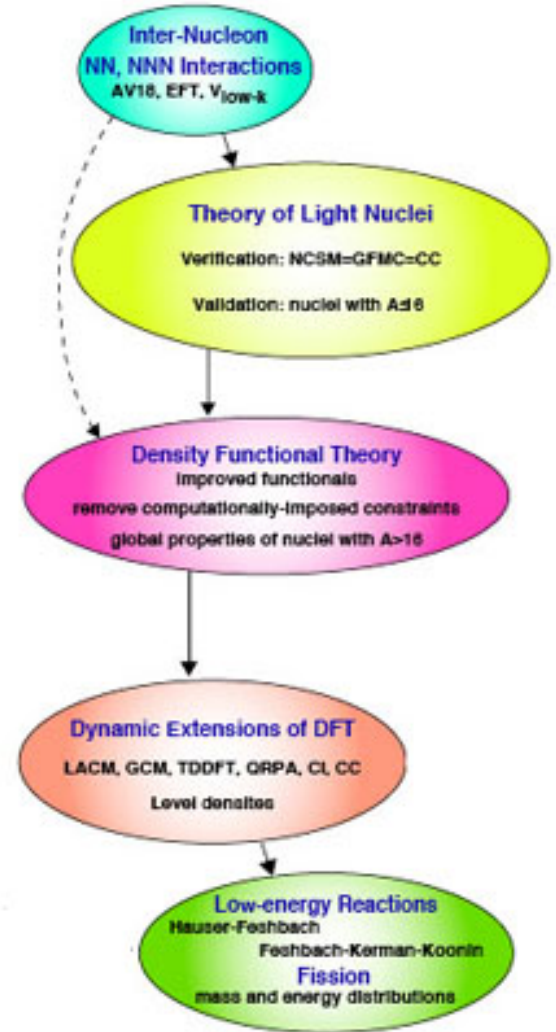 Inter-Nucleon
NN, NNN Interactions
AV18, EFT, Vlow-k
Theory of Light Nuclei
Verification: NCSM=GFMC=CC
Validation: nuclei with A≤16
Density Functional Theory
improved functionals
remove computationally-imposed constraints
global properties of nuclei with A>16
Dynamic Extensions of DFT
LACM, GCM, TDDFT, QRPA, CI, CC
Level densites
Low-energy Reactions
Hauser-Feshbach
Feshbach-Kerman-Koonin
Fission
mass and energy distributions